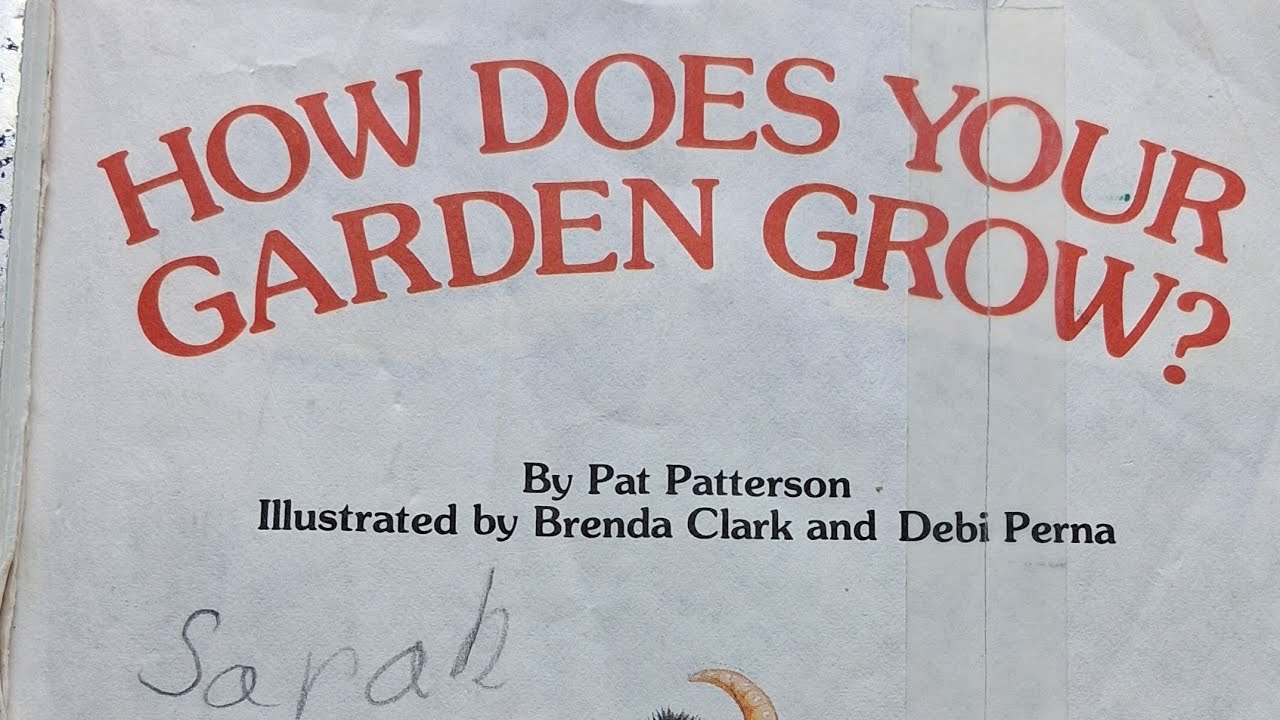 HOW DOES YOUR
GARDEN GROW?
By Pat Patterson
Illustrated by Brenda Clark and Debi Perna
Sarah